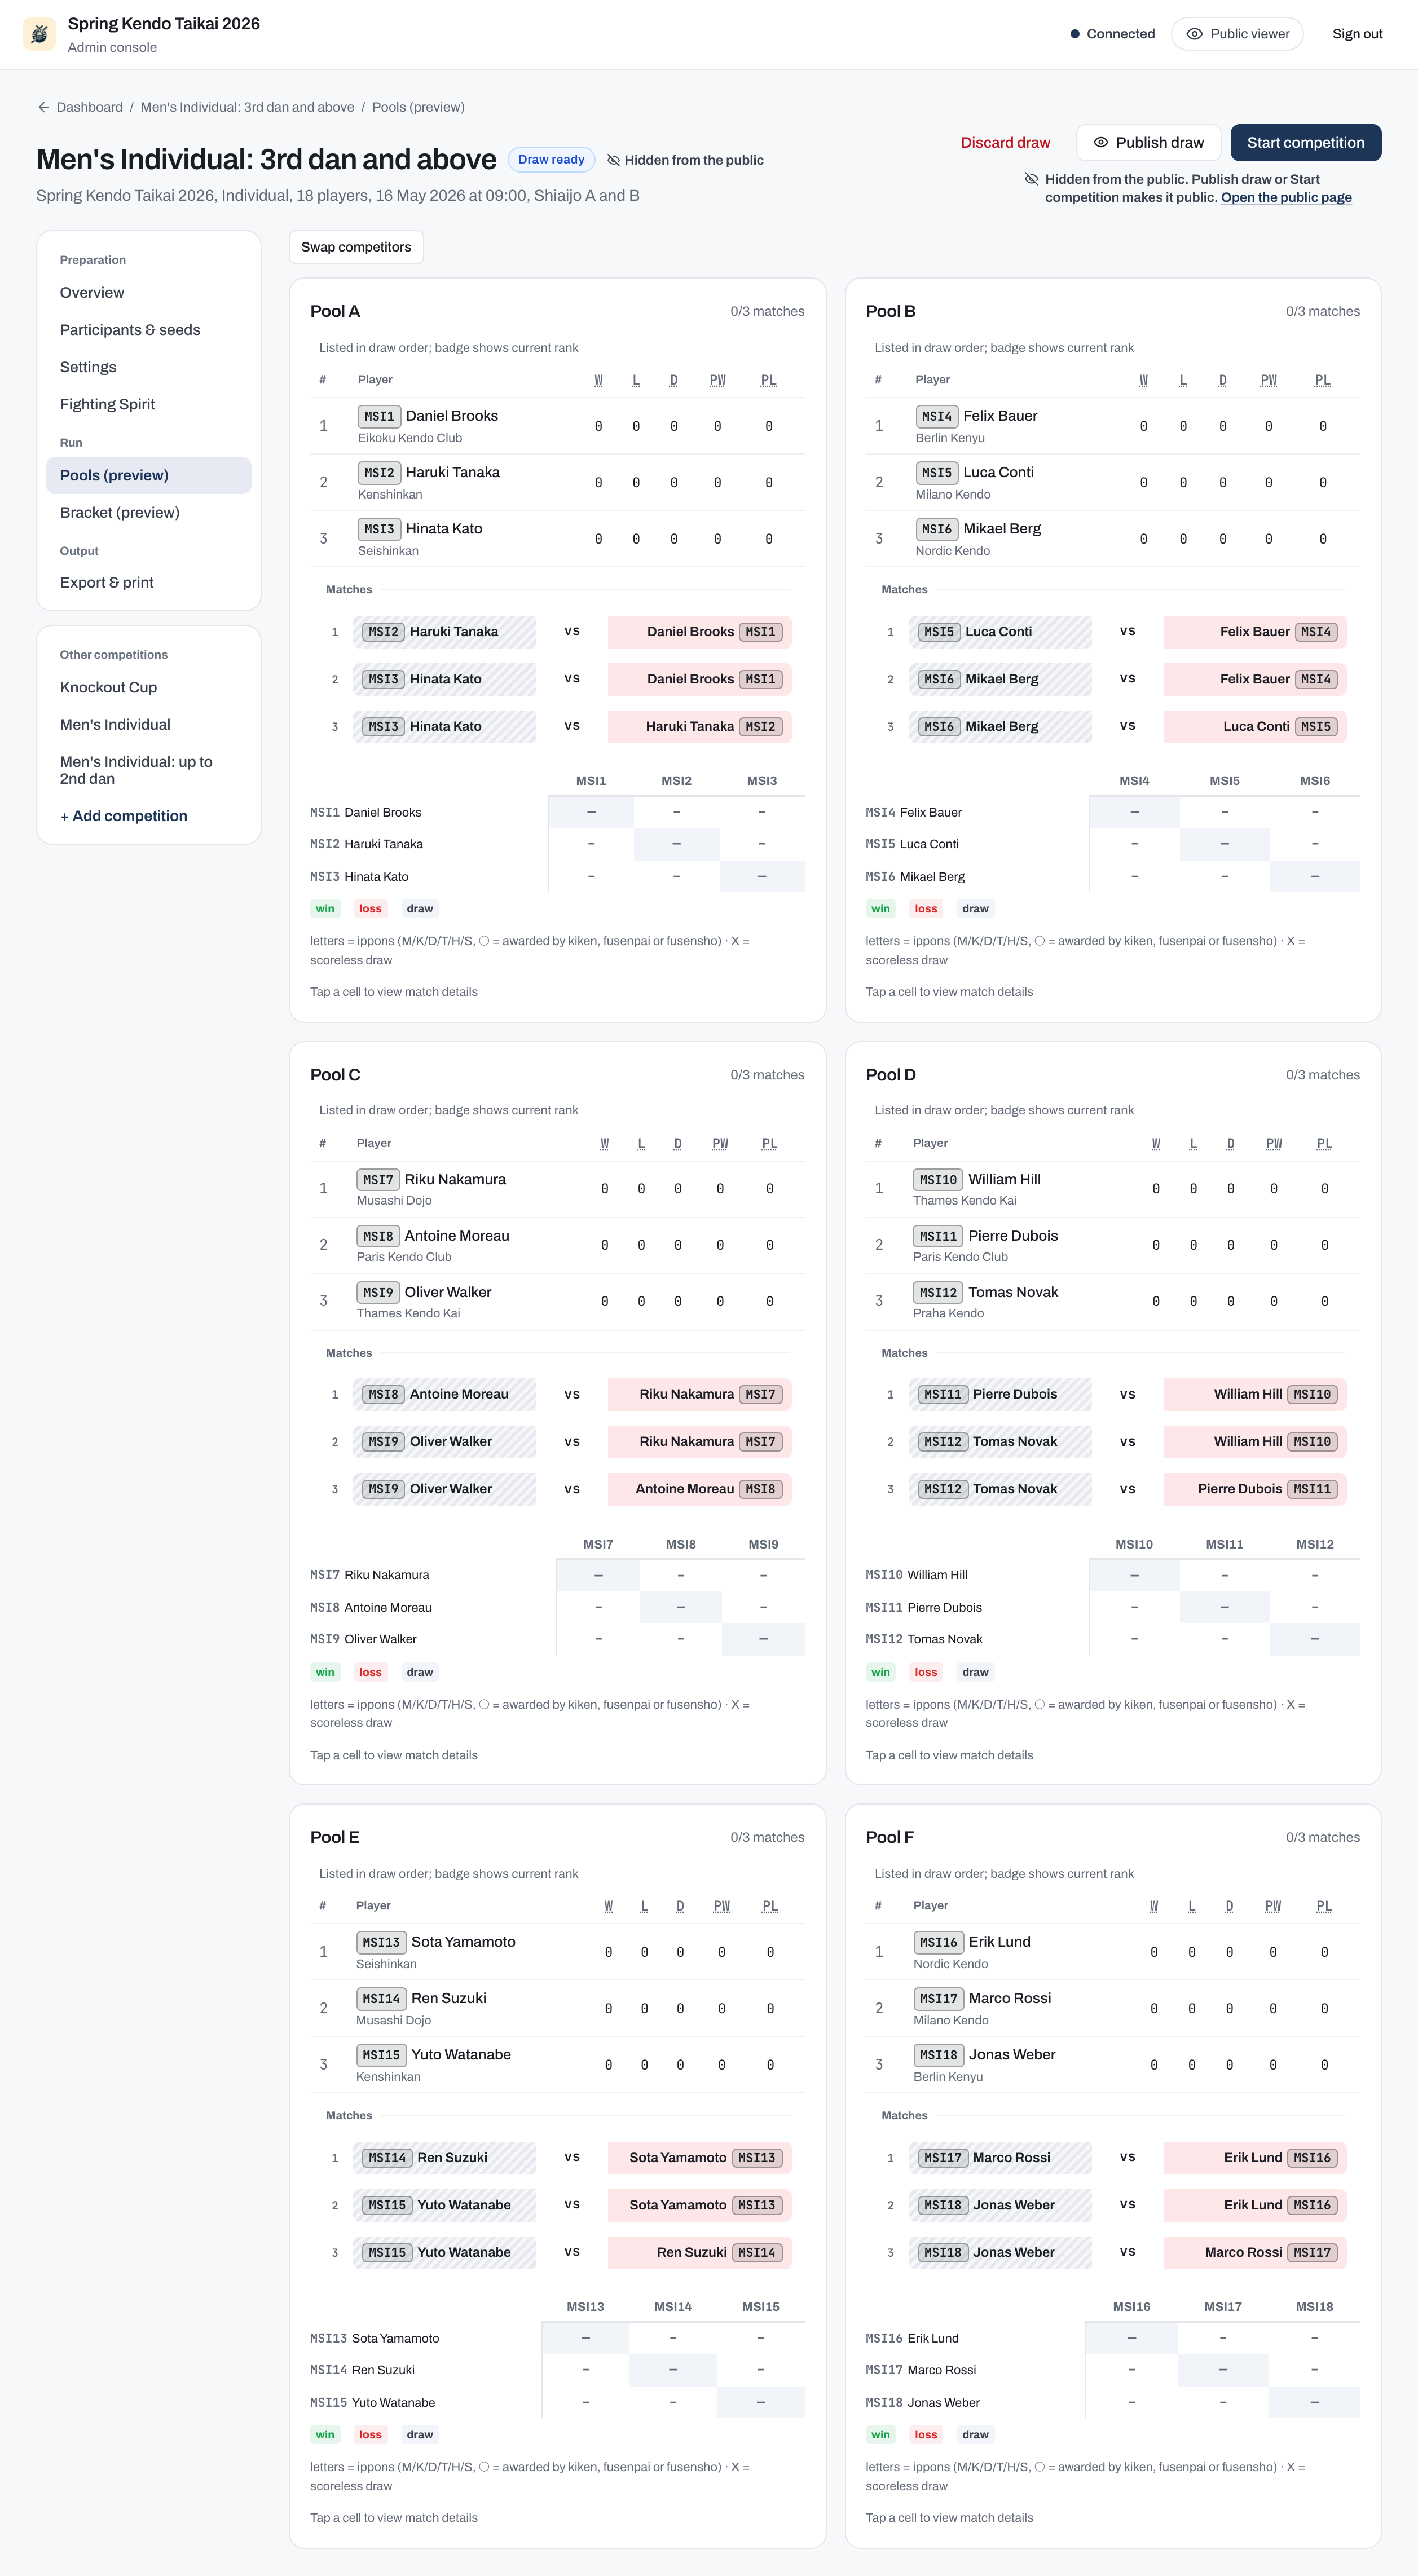 Spring Kendo Taikai 2026
Admin console
Connected
Public viewer
Sign out
← Dashboard / Men's Individual: 3rd dan and above / Pools (preview)
Men's Individual: 3rd dan and above
Draw ready
Hidden from the public
Spring Kendo Taikai 2026, Individual, 18 players, 16 May 2026 at 09:00, Shiaijo A and B
Discard draw
Publish draw
Start competition
Hidden from the public. Publish draw or Start
competition makes it public. Open the public page
Preparation
Overview
Participants & seeds
Settings
Fighting Spirit
Run
Pools (preview)
Bracket (preview)
Output
Export & print
Other competitions
Knockout Cup
Men's Individual
Men's Individual: up to
2nd dan
+ Add competition
Swap competitors
Pool A 0/3 matches
Listed in draw order; badge shows current rank
# Player W L D PW PL
1 MSI1 Daniel Brooks 0 0 0 0 0
Eikoku Kendo Club
2 MSI2 Haruki Tanaka 0 0 0 0 0
Kenshinkan
3 MSI3 Hinata Kato 0 0 0 0 0
Seishinkan
Matches
1 MSI2 Haruki Tanaka vs Daniel Brooks MSI1
2 MSI3 Hinata Kato vs Daniel Brooks MSI1
3 MSI3 Hinata Kato vs Haruki Tanaka MSI2
MSI1 MSI2 MSI3
MSI1 Daniel Brooks — – –
MSI2 Haruki Tanaka – — –
MSI3 Hinata Kato – – —
win loss draw
letters = ippons (M/K/D/T/H/S, ○ = awarded by kiken, fusenpai or fusensho) · X =
scoreless draw
Tap a cell to view match details
Pool B 0/3 matches
Listed in draw order; badge shows current rank
# Player W L D PW PL
1 MSI4 Felix Bauer 0 0 0 0 0
Berlin Kenyu
2 MSI5 Luca Conti 0 0 0 0 0
Milano Kendo
3 MSI6 Mikael Berg 0 0 0 0 0
Nordic Kendo
Matches
1 MSI5 Luca Conti vs Felix Bauer MSI4
2 MSI6 Mikael Berg vs Felix Bauer MSI4
3 MSI6 Mikael Berg vs Luca Conti MSI5
MSI4 MSI5 MSI6
MSI4 Felix Bauer — – –
MSI5 Luca Conti – — –
MSI6 Mikael Berg – – —
win loss draw
letters = ippons (M/K/D/T/H/S, ○ = awarded by kiken, fusenpai or fusensho) · X =
scoreless draw
Tap a cell to view match details
Pool C 0/3 matches
Listed in draw order; badge shows current rank
# Player W L D PW PL
1 MSI7 Riku Nakamura 0 0 0 0 0
Musashi Dojo
2 MSI8 Antoine Moreau 0 0 0 0 0
Paris Kendo Club
3 MSI9 Oliver Walker 0 0 0 0 0
Thames Kendo Kai
Matches
1 MSI8 Antoine Moreau vs Riku Nakamura MSI7
2 MSI9 Oliver Walker vs Riku Nakamura MSI7
3 MSI9 Oliver Walker vs Antoine Moreau MSI8
MSI7 MSI8 MSI9
MSI7 Riku Nakamura — – –
MSI8 Antoine Moreau – — –
MSI9 Oliver Walker – – —
win loss draw
letters = ippons (M/K/D/T/H/S, ○ = awarded by kiken, fusenpai or fusensho) · X =
scoreless draw
Tap a cell to view match details
Pool D 0/3 matches
Listed in draw order; badge shows current rank
# Player W L D PW PL
1 MSI10 William Hill 0 0 0 0 0
Thames Kendo Kai
2 MSI11 Pierre Dubois 0 0 0 0 0
Paris Kendo Club
3 MSI12 Tomas Novak 0 0 0 0 0
Praha Kendo
Matches
1 MSI11 Pierre Dubois vs William Hill MSI10
2 MSI12 Tomas Novak vs William Hill MSI10
3 MSI12 Tomas Novak vs Pierre Dubois MSI11
MSI10 MSI11 MSI12
MSI10 William Hill — – –
MSI11 Pierre Dubois – — –
MSI12 Tomas Novak – – —
win loss draw
letters = ippons (M/K/D/T/H/S, ○ = awarded by kiken, fusenpai or fusensho) · X =
scoreless draw
Tap a cell to view match details
Pool E 0/3 matches
Listed in draw order; badge shows current rank
# Player W L D PW PL
1 MSI13 Sota Yamamoto 0 0 0 0 0
Seishinkan
2 MSI14 Ren Suzuki 0 0 0 0 0
Musashi Dojo
3 MSI15 Yuto Watanabe 0 0 0 0 0
Kenshinkan
Matches
1 MSI14 Ren Suzuki vs Sota Yamamoto MSI13
2 MSI15 Yuto Watanabe vs Sota Yamamoto MSI13
3 MSI15 Yuto Watanabe vs Ren Suzuki MSI14
MSI13 MSI14 MSI15
MSI13 Sota Yamamoto — – –
MSI14 Ren Suzuki – — –
MSI15 Yuto Watanabe – – —
win loss draw
letters = ippons (M/K/D/T/H/S, ○ = awarded by kiken, fusenpai or fusensho) · X =
scoreless draw
Tap a cell to view match details
Pool F 0/3 matches
Listed in draw order; badge shows current rank
# Player W L D PW PL
1 MSI16 Erik Lund 0 0 0 0 0
Nordic Kendo
2 MSI17 Marco Rossi 0 0 0 0 0
Milano Kendo
3 MSI18 Jonas Weber 0 0 0 0 0
Berlin Kenyu
Matches
1 MSI17 Marco Rossi vs Erik Lund MSI16
2 MSI18 Jonas Weber vs Erik Lund MSI16
3 MSI18 Jonas Weber vs Marco Rossi MSI17
MSI16 MSI17 MSI18
MSI16 Erik Lund — – –
MSI17 Marco Rossi – — –
MSI18 Jonas Weber – – —
win loss draw
letters = ippons (M/K/D/T/H/S, ○ = awarded by kiken, fusenpai or fusensho) · X =
scoreless draw
Tap a cell to view match details